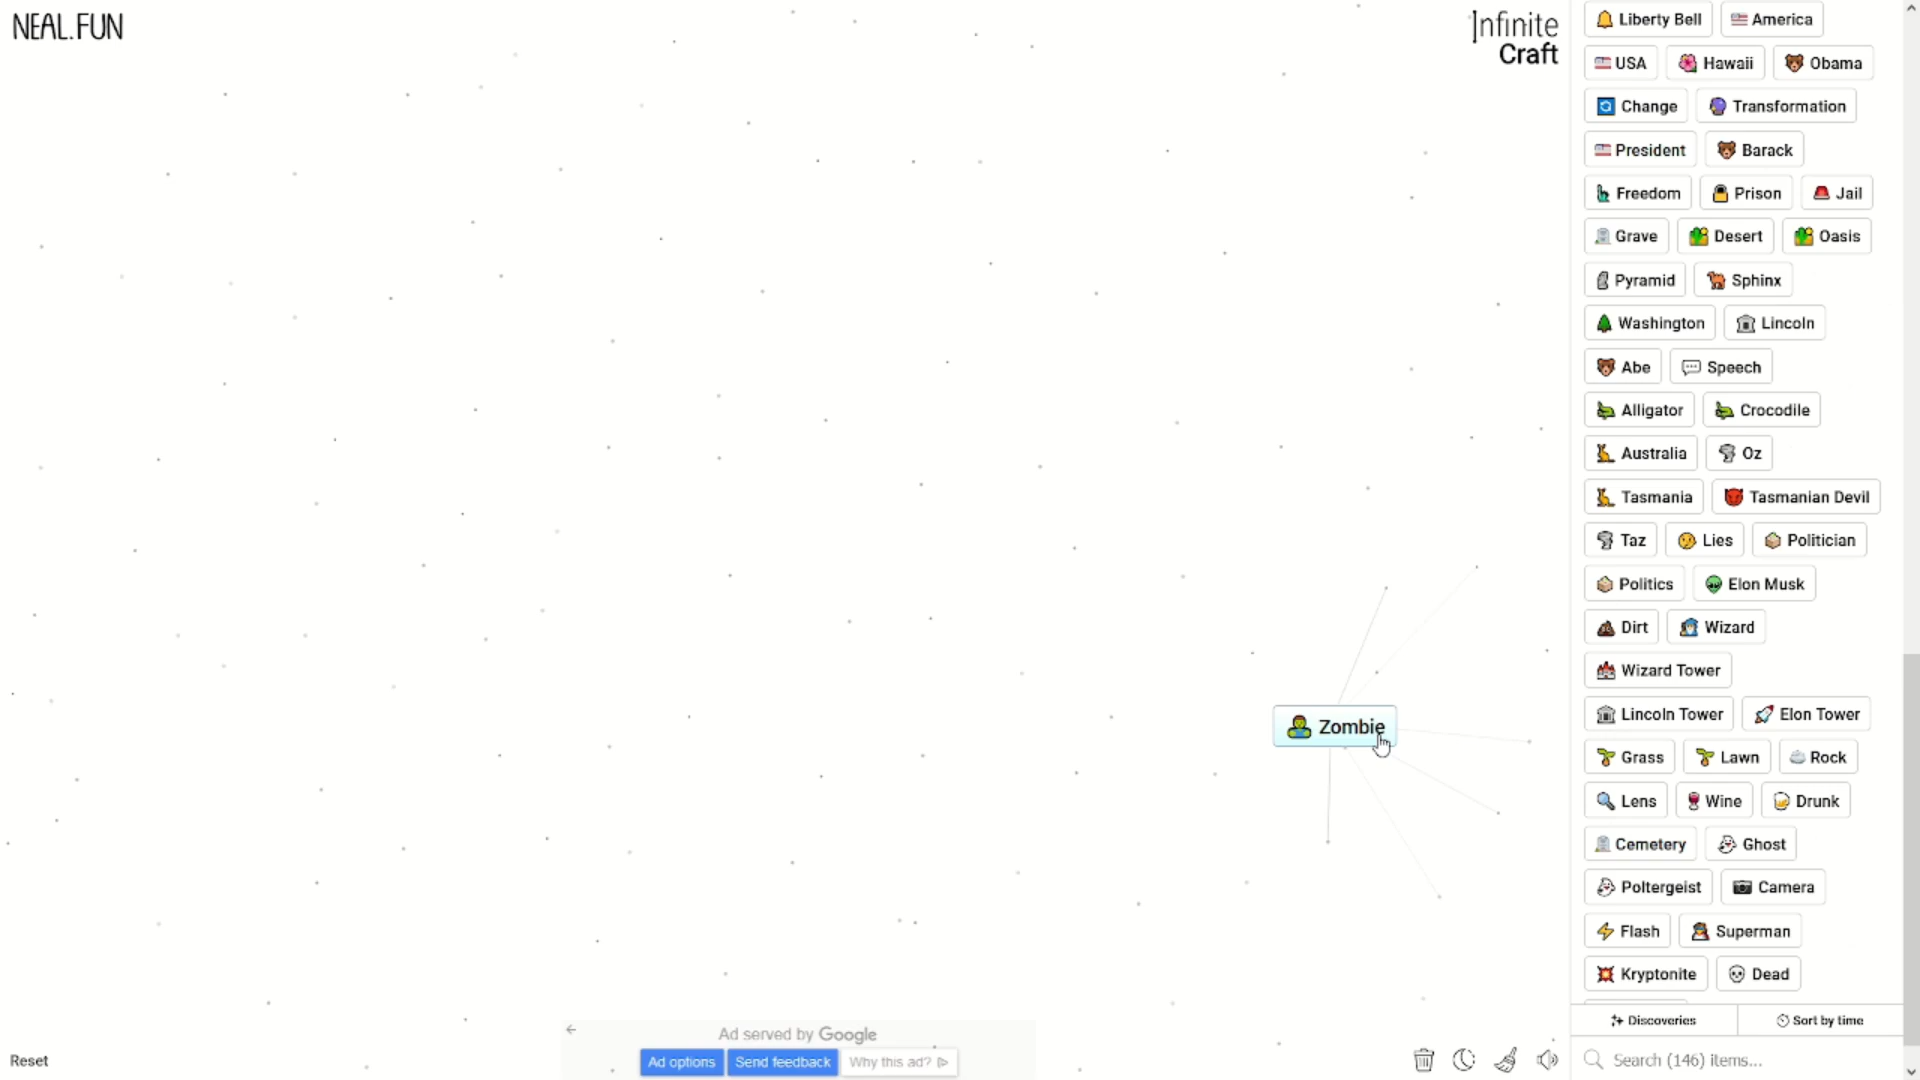 NEAL.FUN
Infinite
Craft
Liberty Bell
America
USA
Hawaii
Obama
Change
Transformation
President
Barack
Freedom
Prison
Jail
Grave
Desert
Oasis
Pyramid
Sphinx
Washington
Lincoln
Abe
Speech
Alligator
Crocodile
Australia
Oz
Tasmania
Tasmanian Devil
Taz
Lies
Politician
Politics
Elon Musk
Dirt
Wizard
Wizard Tower
Lincoln Tower
Elon Tower
Grass
Lawn
Rock
Lens
Wine
Drunk
Cemetery
Ghost
Poltergeist
Camera
Flash
Superman
Kryptonite
Dead
Zombie
Discoveries
Sort by time
Search (146) items...
Ad served by Google
Ad options
Send feedback
Why this ad?
Reset